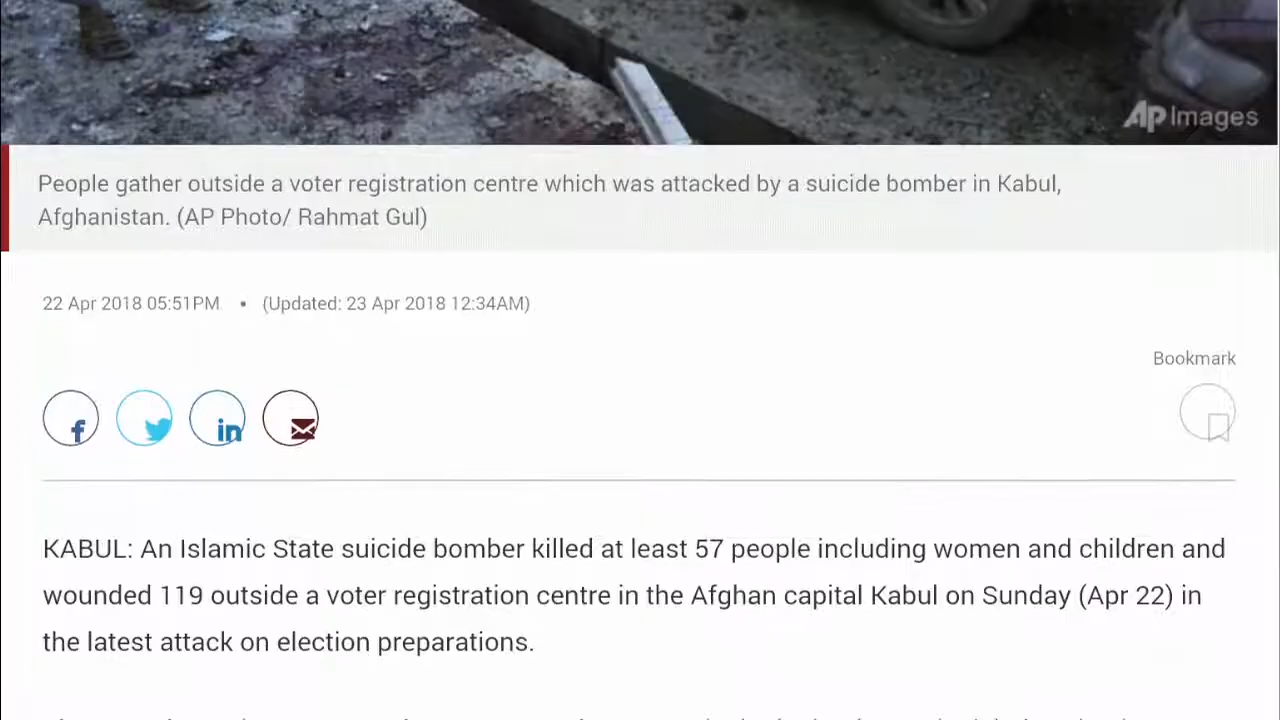 AP Images
People gather outside a voter registration centre which was attacked by a suicide bomber in Kabul,
Afghanistan. (AP Photo/ Rahmat Gul)
22 Apr 2018 05:51PM • (Updated: 23 Apr 2018 12:34AM)
Bookmark
KABUL: An Islamic State suicide bomber killed at least 57 people including women and children and
wounded 119 outside a voter registration centre in the Afghan capital Kabul on Sunday (Apr 22) in
the latest attack on election preparations.